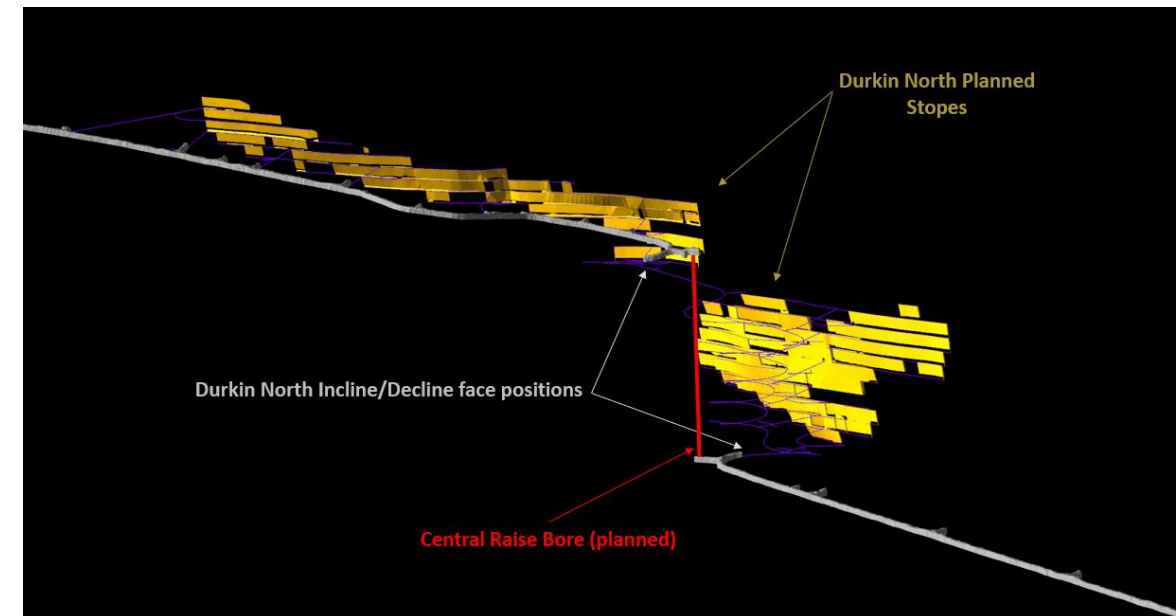 Durkin North Planned
Stopes
Durkin North Incline/Decline face positions
Central Raise Bore (planned)